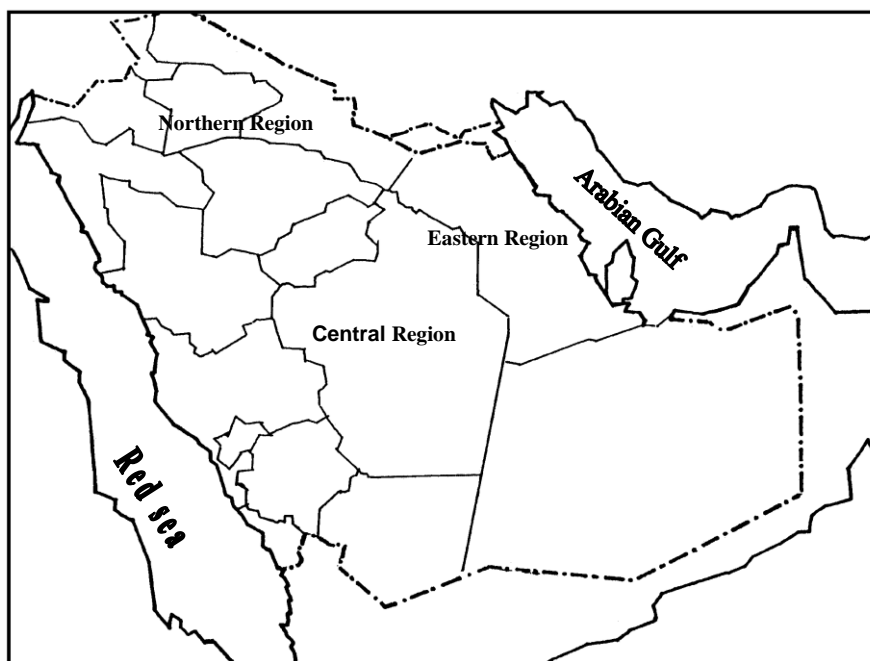 Northern Region
Arabian Gulf
Eastern Region
Central Region
Red sea